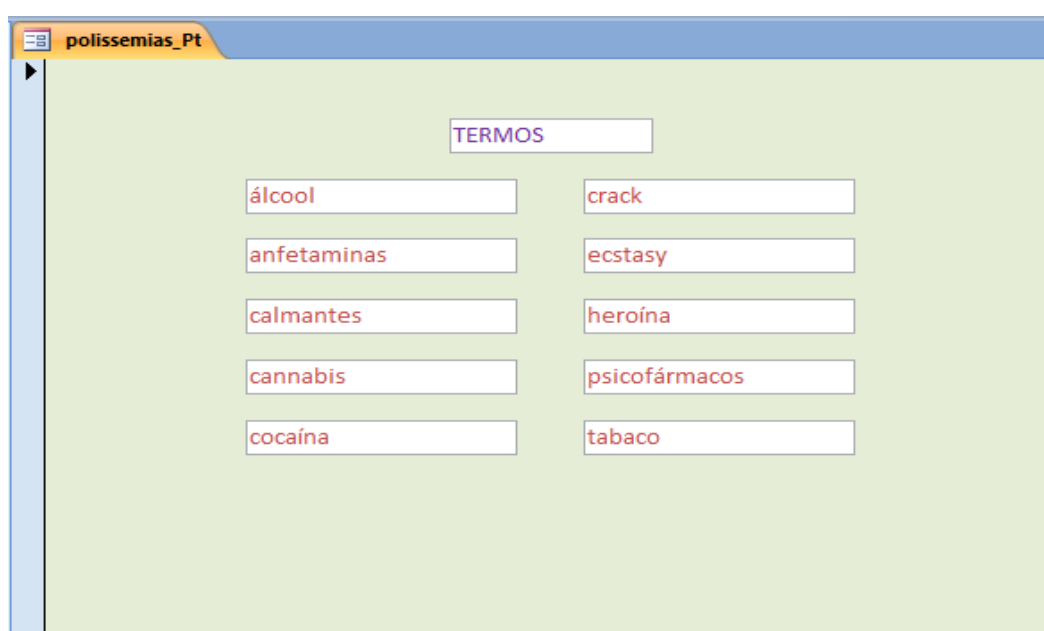 polissemias_Pt
TERMOS
álcool crack
anfetaminas ecstasy
calmantes heroína
cannabis psicofármacos
cocaína tabaco